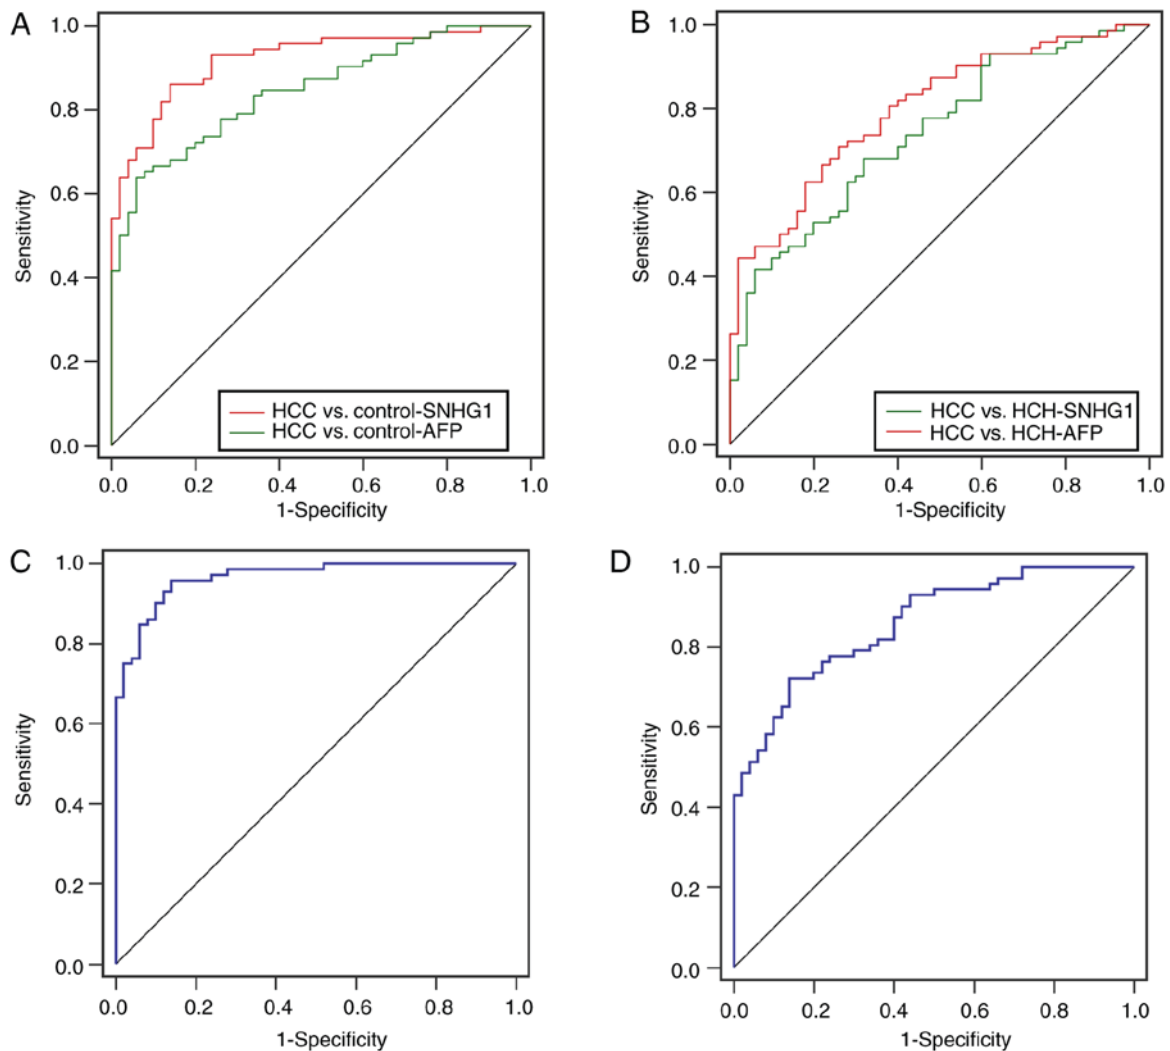 A
1.0
0.8
0.6
0.4
0.2
0.0
Sensitivity
HCC vs. control-SNHG1
HCC vs. control-AFP
0.0 0.2 0.4 0.6 0.8 1.0
1-Specificity
B
1.0
0.8
0.6
0.4
0.2
0.0
Sensitivity
HCC vs. HCH-SNHG1
HCC vs. HCH-AFP
0.0 0.2 0.4 0.6 0.8 1.0
1-Specificity
C
1.0
0.8
0.6
0.4
0.2
0.0
Sensitivity
0.0 0.2 0.4 0.6 0.8 1.0
1-Specificity
D
1.0
0.8
0.6
0.4
0.2
0.0
Sensitivity
0.0 0.2 0.4 0.6 0.8 1.0
1-Specificity